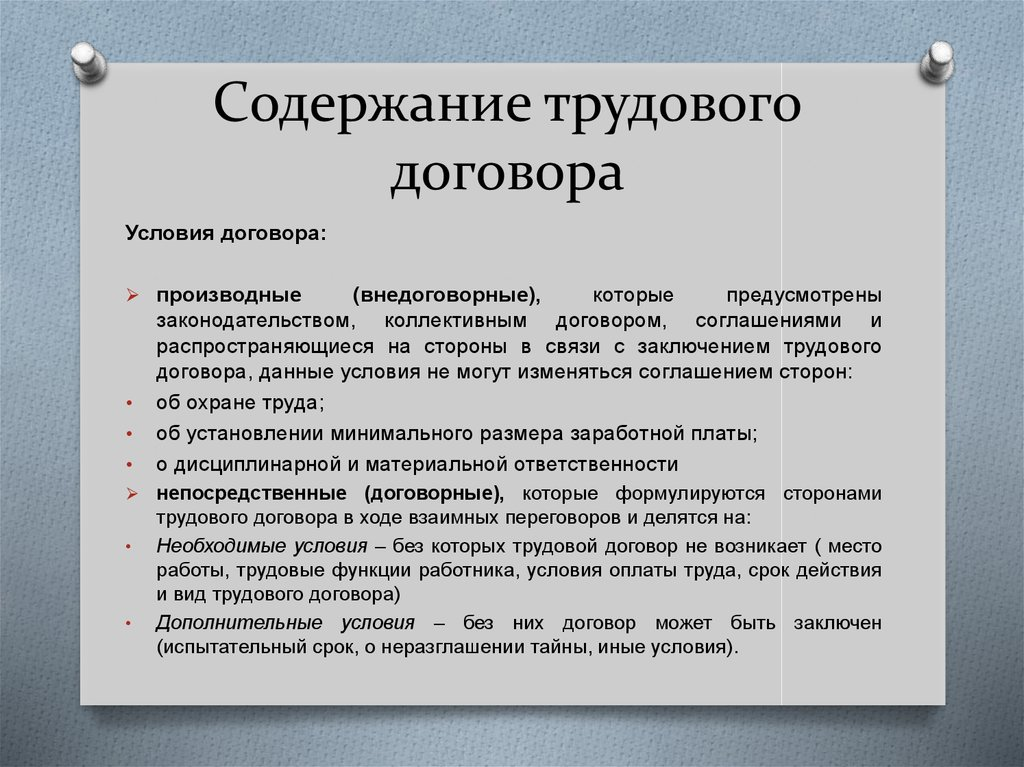 Содержание трудового
договора
Условия договора:
производные (внедоговорные), которые предусмотрены
законодательством, коллективным договором, соглашениями и
распространяющиеся на стороны в связи с заключением трудового
договора, данные условия не могут изменяться соглашением сторон:
об охране труда;
об установлении минимального размера заработной платы;
о дисциплинарной и материальной ответственности
непосредственные (договорные), которые формулируются сторонами
трудового договора в ходе взаимных переговоров и делятся на:
Необходимые условия – без которых трудовой договор не возникает ( место
работы, трудовые функции работника, условия оплаты труда, срок действия
и вид трудового договора)
Дополнительные условия – без них договор может быть заключен
(испытательный срок, о неразглашении тайны, иные условия).